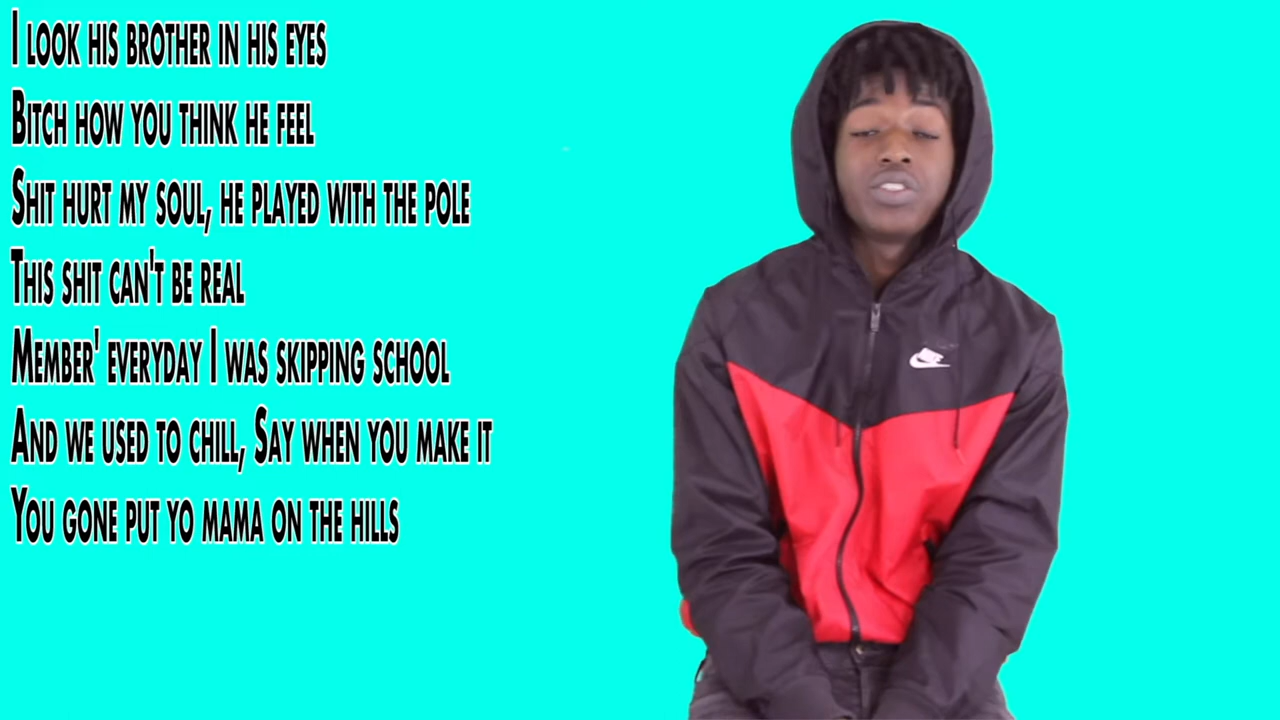 I look his brother in his eyes
Bitch how you think he feel
Shit hurt my soul, he played with the pole
This shit can't be real
Member' everyday I was skipping school
And we used to chill, Say when you make it
You gone put yo mama on the hills